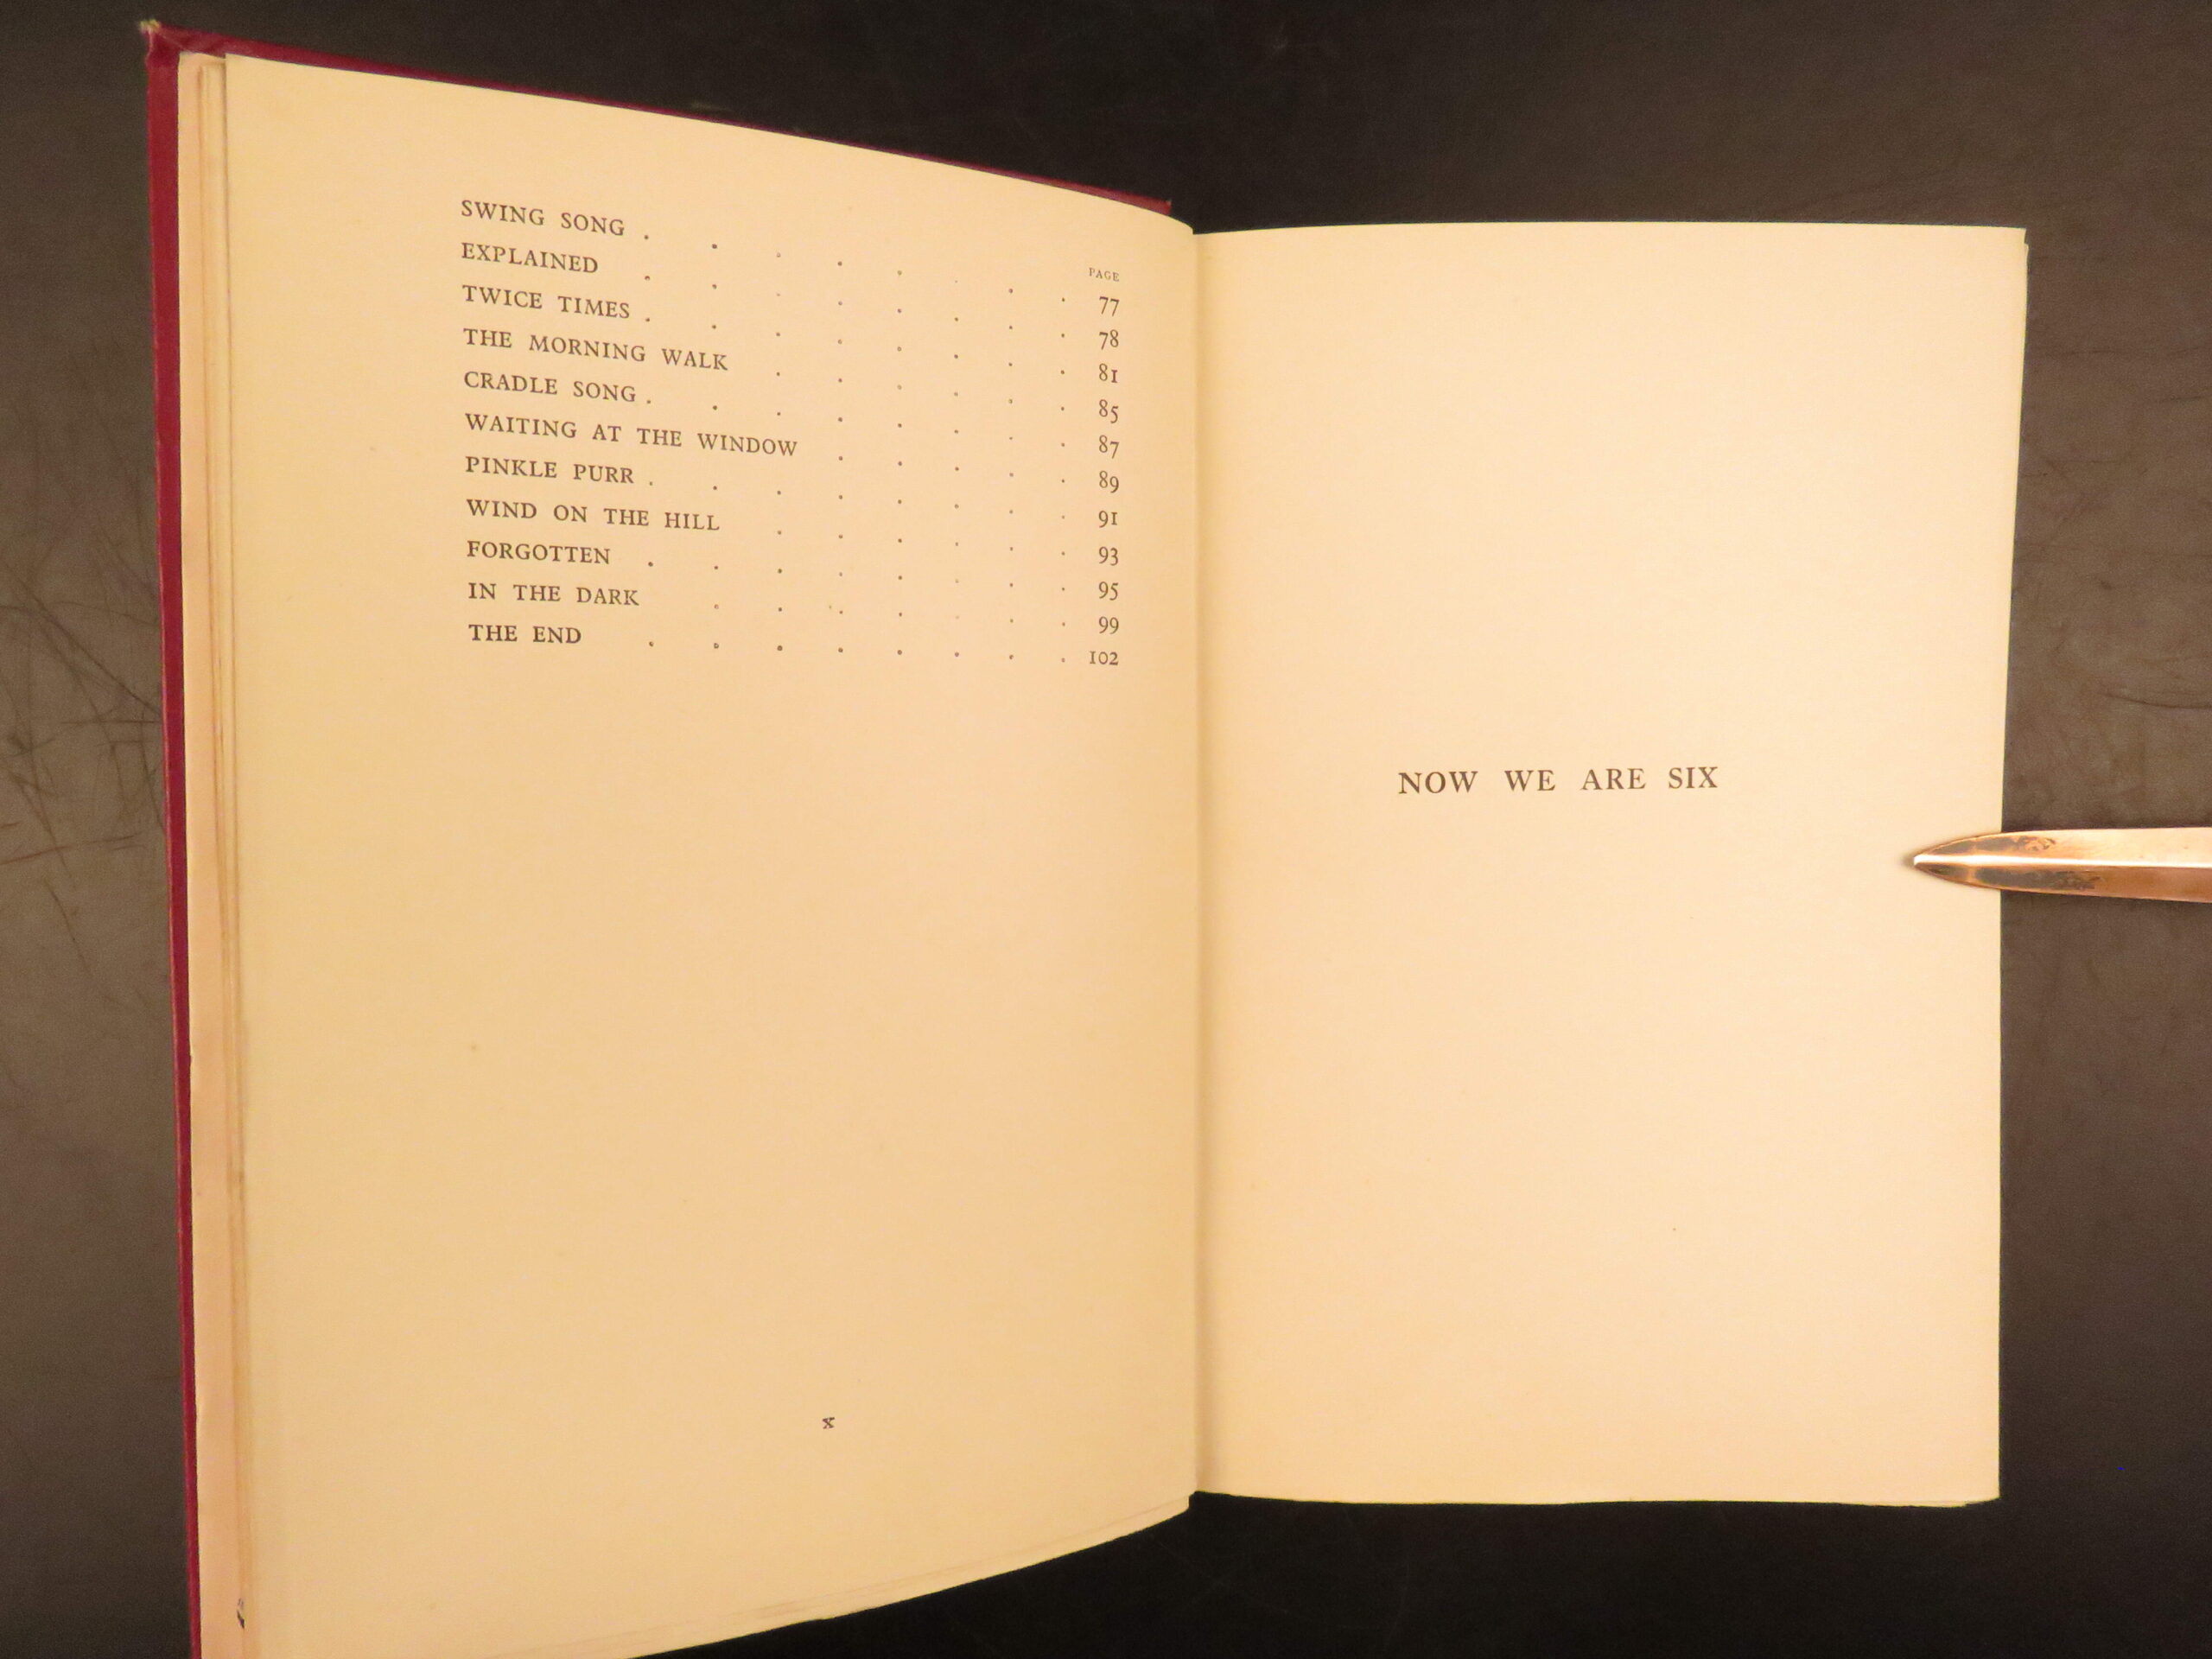 PAGE
SWING SONG . . . . . . . . 77
EXPLAINED . . . . . . . . 78
TWICE TIMES . . . . . . . . 81
THE MORNING WALK . . . . . . 85
CRADLE SONG . . . . . . . . 87
WAITING AT THE WINDOW . . . . . 89
PINKLE PURR . . . . . . . . 91
WIND ON THE HILL . . . . . . 93
FORGOTTEN . . . . . . . . 95
IN THE DARK . . . . . . . 99
THE END . . . . . . . . 102
x
NOW WE ARE SIX